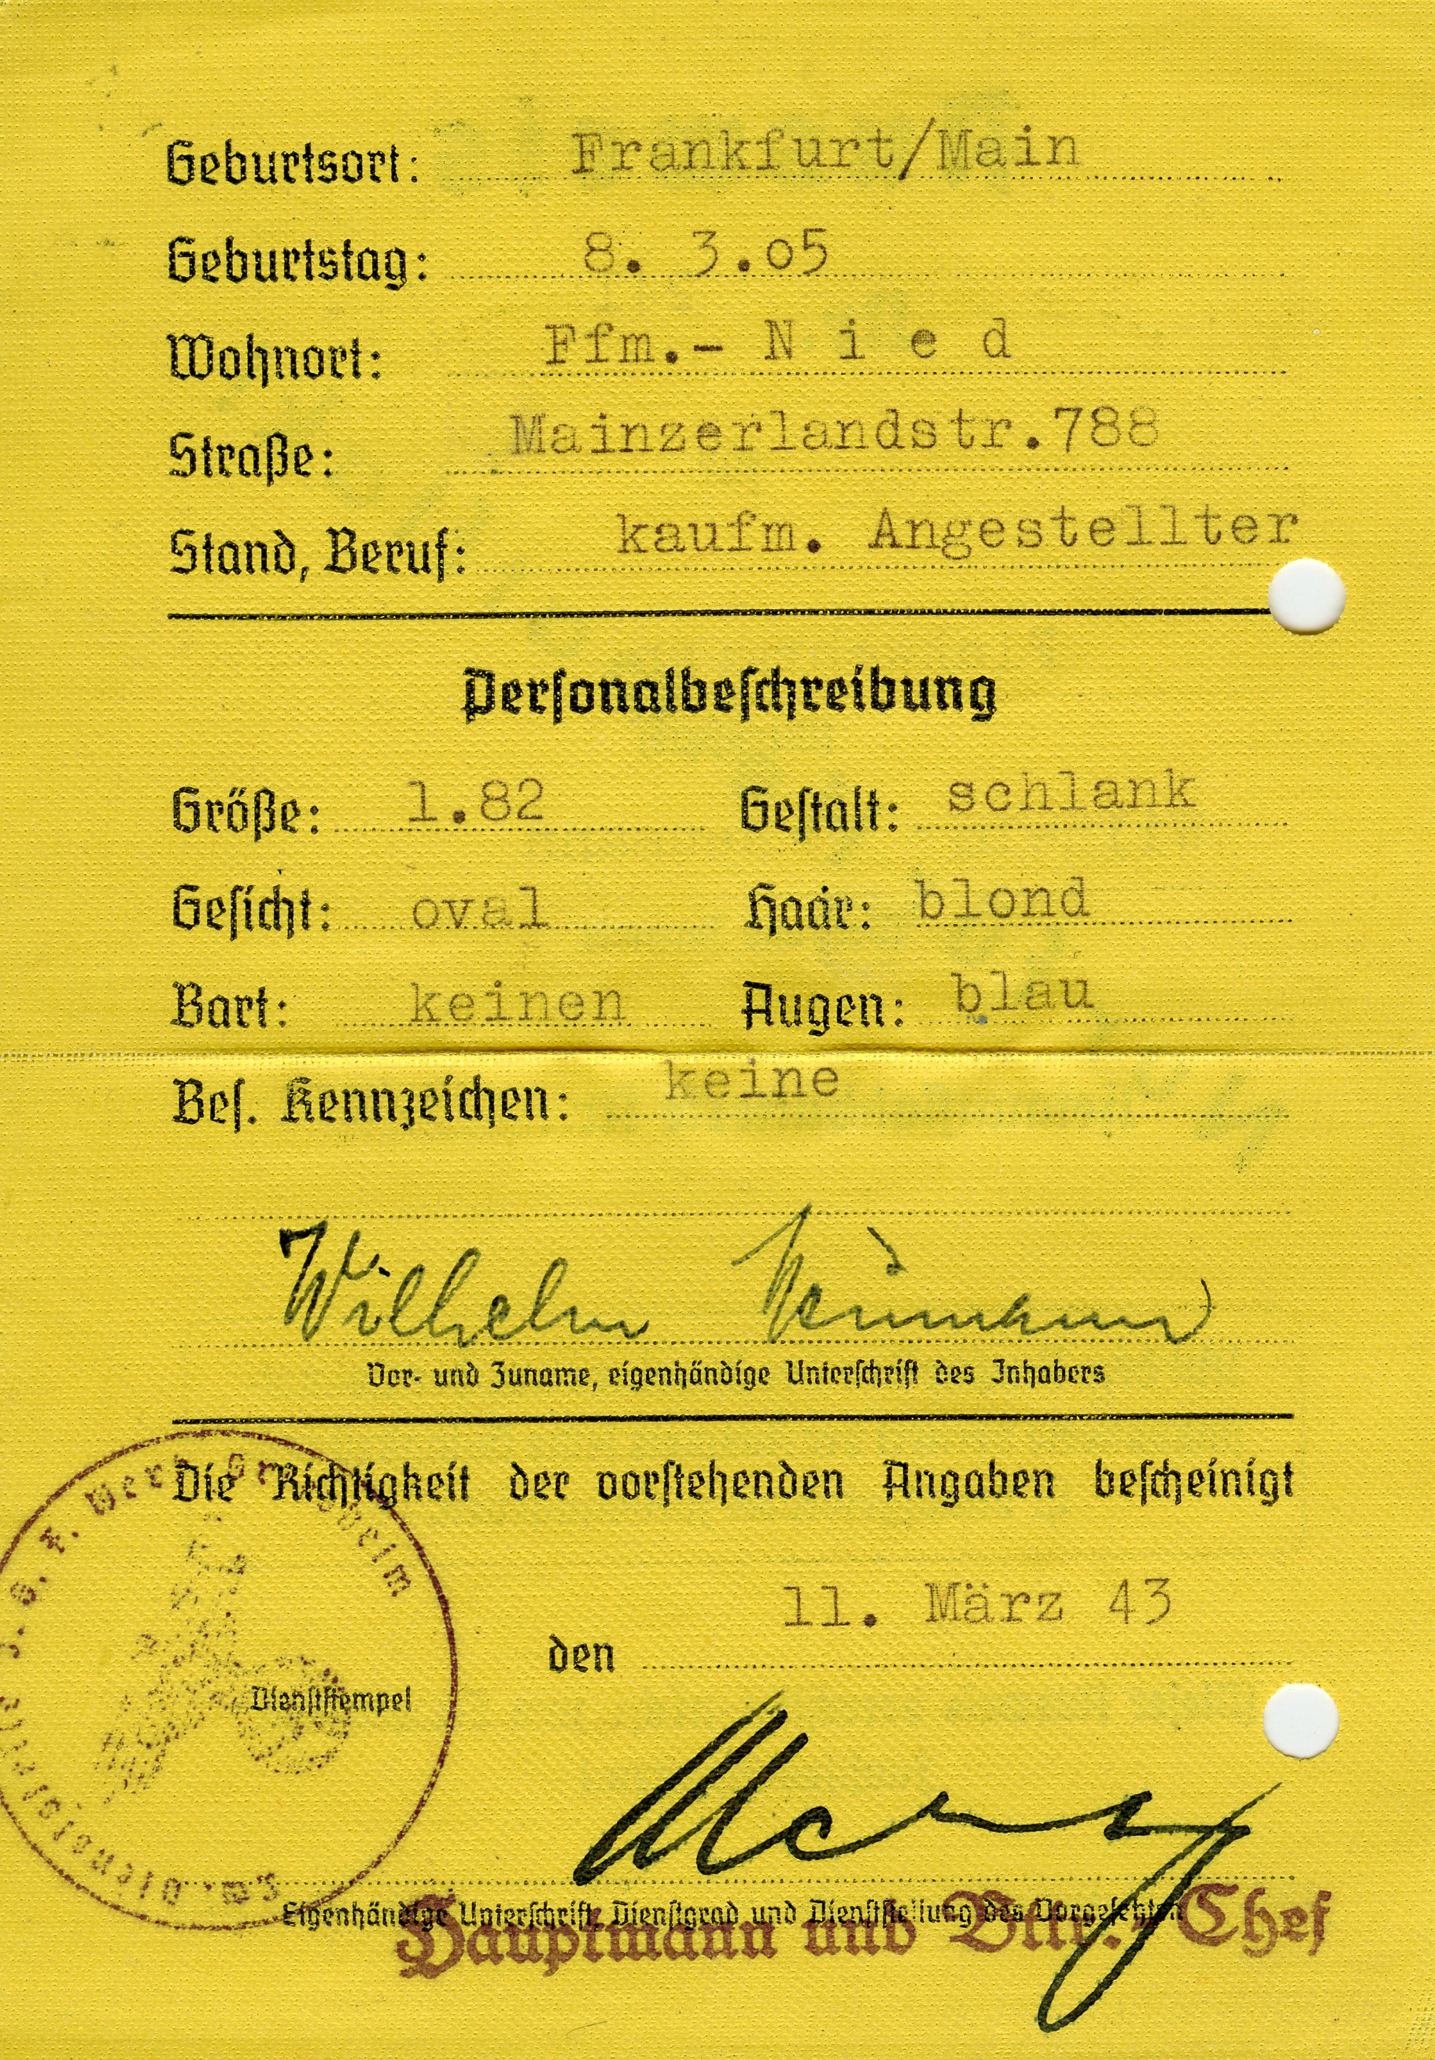 Geburtsort: Frankfurt/Main
Geburtstag: 8. 3.05
Wohnort: Ffm.- N i e d
Straße: Mainzerlandstr.788
Stand, Beruf: kaufm. Angestellter
Personalbeschreibung
Größe: 1.82 Gestalt: schlank
Gesicht: oval Haar: blond
Bart: keinen Augen: blau
Bes. Kennzeichen: keine
Wilhelm Neumann
Vor- und Zuname, eigenhändige Unterschrift des Inhabers
Die Richtigkeit der vorstehenden Angaben bescheinigt
11. März 43
den
Dienststempel
Eigenhändige Unterschrift, Dienstgrad und Dienststellung des Vorgesetzten
Hauptmann und Bttr. Chef